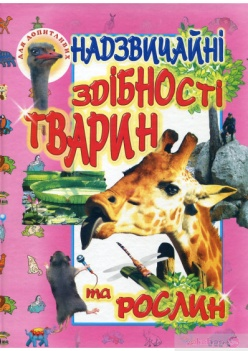 ДЛЯ ДОПИТЛИВИХ
НАДЗВИЧАЙНІ
ЗДІБНОСТІ
ТВАРИН
та РОСЛИН